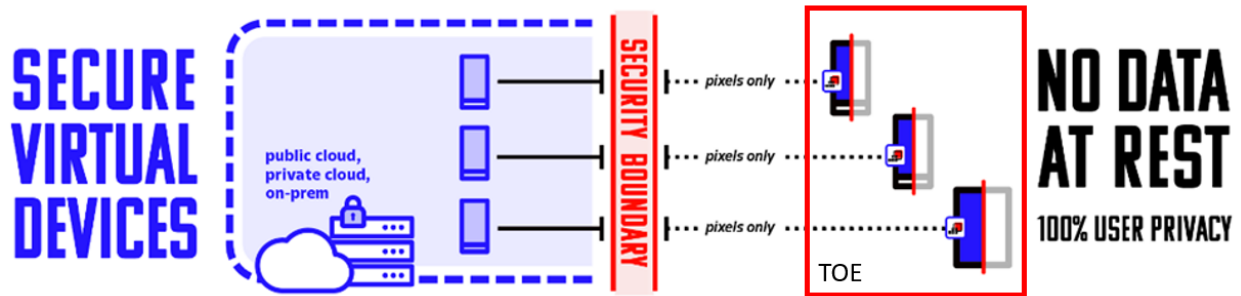 SECURE
VIRTUAL
DEVICES
public cloud,
private cloud,
on-prem
SECURITY BOUNDARY
pixels only
pixels only
pixels only
TOE
NO DATA
AT REST
100% USER PRIVACY